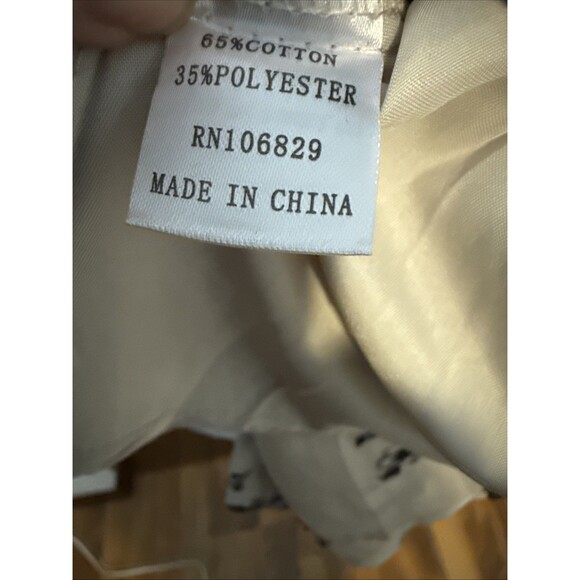 65%COTTON
35%POLYESTER
RN106829
MADE IN CHINA